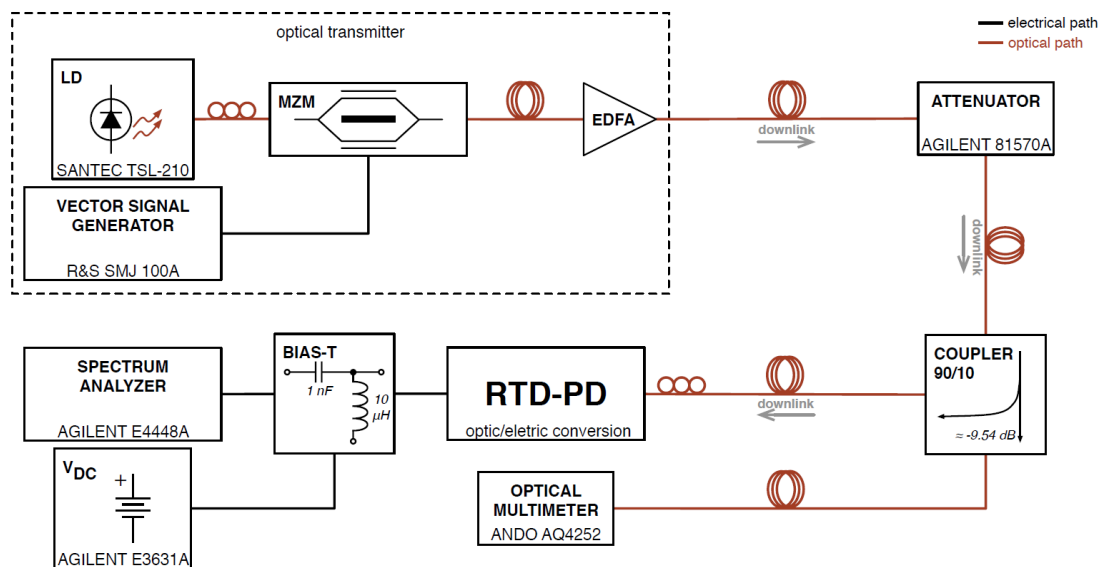 optical transmitter
electrical path
optical path
LD
SANTEC TSL-210
MZM
EDFA
downlink
ATTENUATOR
AGILENT 81570A
VECTOR SIGNAL
GENERATOR
R&S SMJ 100A
downlink
SPECTRUM
ANALYZER
AGILENT E4448A
BIAS-T
1 nF
10
µH
RTD-PD
optic/eletric conversion
downlink
COUPLER
90/10
≈ -9.54 dB
VDC
+
AGILENT E3631A
OPTICAL
MULTIMETER
ANDO AQ4252